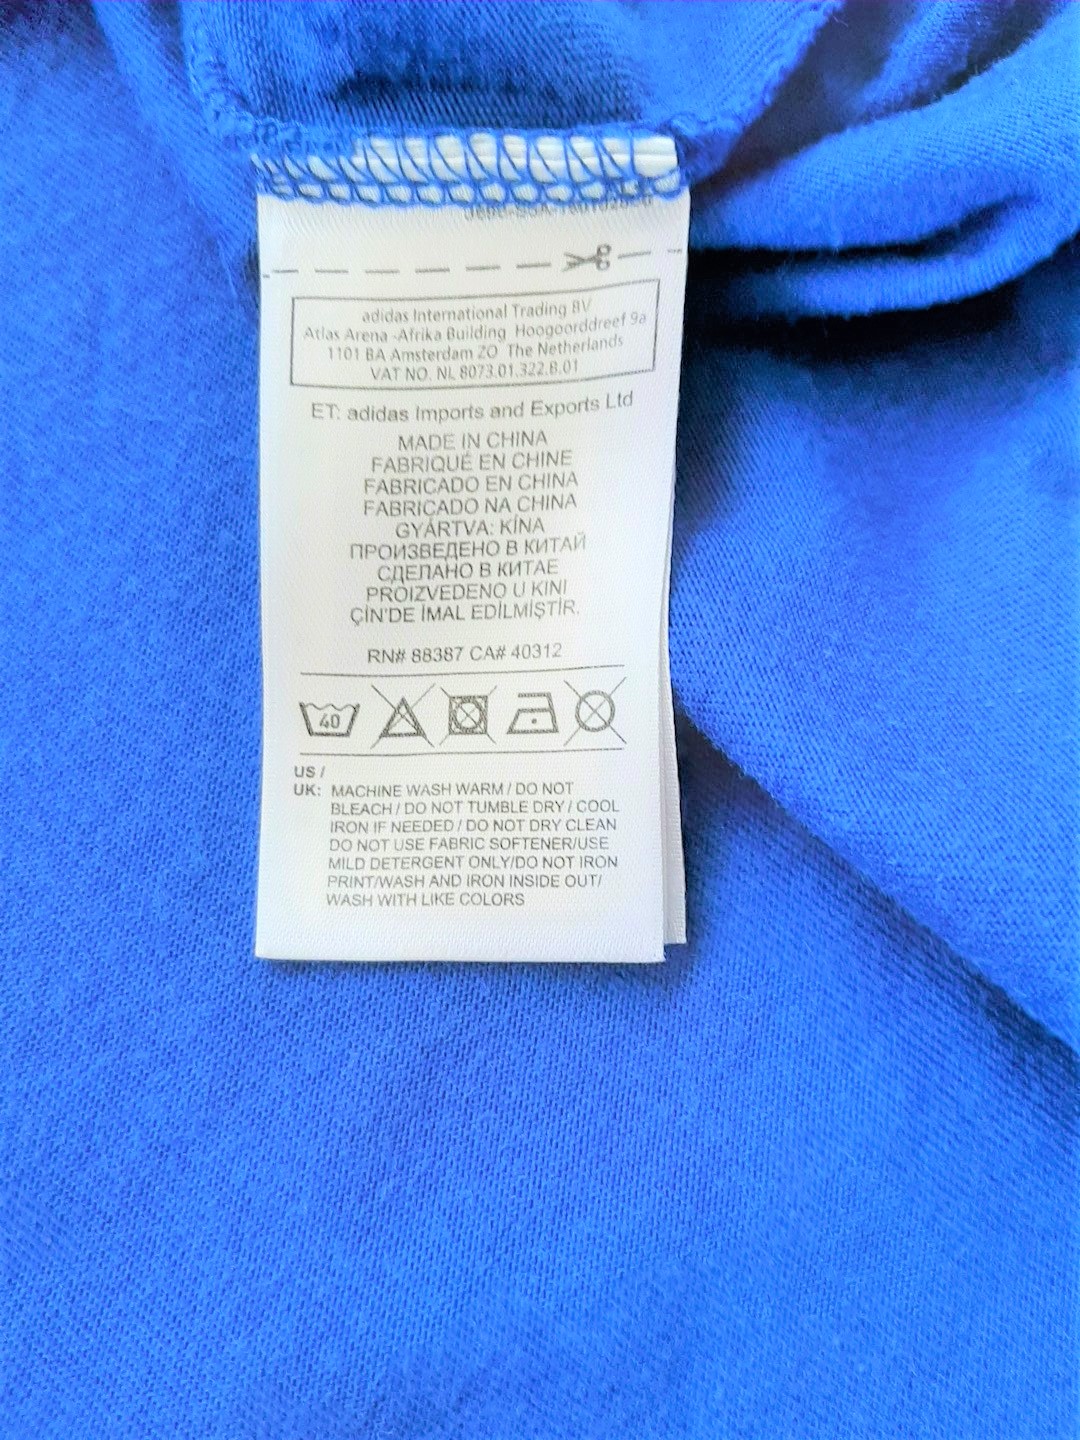 adidas International Trading BV
Atlas Arena -Afrika Building Hoogoorddreef 9a
1101 BA Amsterdam ZO The Netherlands
VAT NO. NL 8073.01.322.B.01
ET: adidas Imports and Exports Ltd
MADE IN CHINA
FABRIQUÉ EN CHINE
FABRICADO EN CHINA
FABRICADO NA CHINA
GYÁRTVA: KÍNA
ПРОИЗВЕДЕНО В КИТАЙ
СДЕЛАНО В КИТАЕ
PROIZVEDENO U KINI
ÇİN'DE İMAL EDİLMİŞTİR.
RN# 88387 CA# 40312
40
US /
UK: MACHINE WASH WARM / DO NOT
BLEACH / DO NOT TUMBLE DRY / COOL
IRON IF NEEDED / DO NOT DRY CLEAN
DO NOT USE FABRIC SOFTENER/USE
MILD DETERGENT ONLY/DO NOT IRON
PRINT/WASH AND IRON INSIDE OUT/
WASH WITH LIKE COLORS